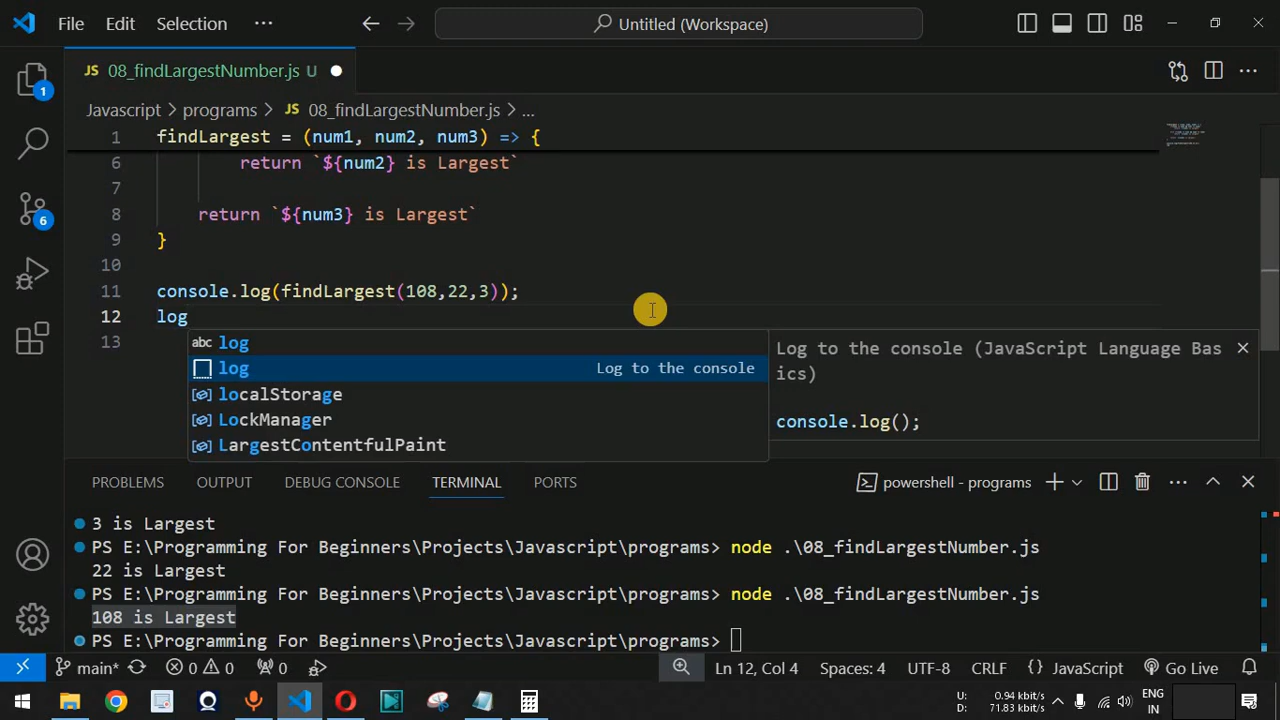 File Edit Selection ··· Untitled (Workspace)
JS 08_findLargestNumber.js U
Javascript > programs > JS 08_findLargestNumber.js > ...
1 findLargest = (num1, num2, num3) => {
6 return `${num2} is Largest`
7
8 return `${num3} is Largest`
9 }
10
11 console.log(findLargest(108,22,3));
12 log
13
abc log
log Log to the console
localStorage
LockManager
LargestContentfulPaint
Log to the console (JavaScript Language Bas
ics)
console.log();
1
6
PROBLEMS OUTPUT DEBUG CONSOLE TERMINAL PORTS powershell - programs
3 is Largest
PS E:\Programming For Beginners\Projects\Javascript\programs> node .\08_findLargestNumber.js
22 is Largest
PS E:\Programming For Beginners\Projects\Javascript\programs> node .\08_findLargestNumber.js
108 is Largest
PS E:\Programming For Beginners\Projects\Javascript\programs>
main* 0 0 0 Ln 12, Col 4 Spaces: 4 UTF-8 CRLF {} JavaScript Go Live
U: 0.94 kbit/s
D: 71.83 kbit/s
ENG
IN